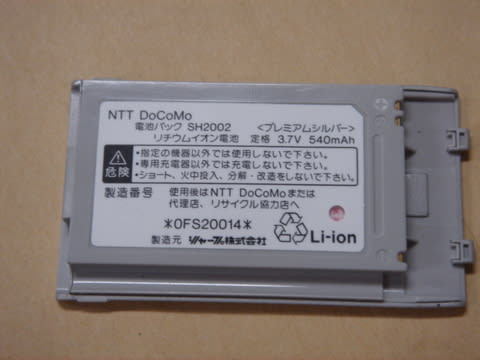 NTT DoCoMo
電池パック SH2002 <プレミアムシルバー>
リチウムイオン電池 定格 3.7V 540mAh
危険
・指定の機器以外では使用しないで下さい。
・専用充電器以外では充電しないで下さい。
・ショート、火中投入、分解・改造をしないで下さい。
製造番号 使用後はNTT DoCoMoまたは
代理店、リサイクル協力店へ
*0FS20014*
製造元 シャープ株式会社
Li-ion